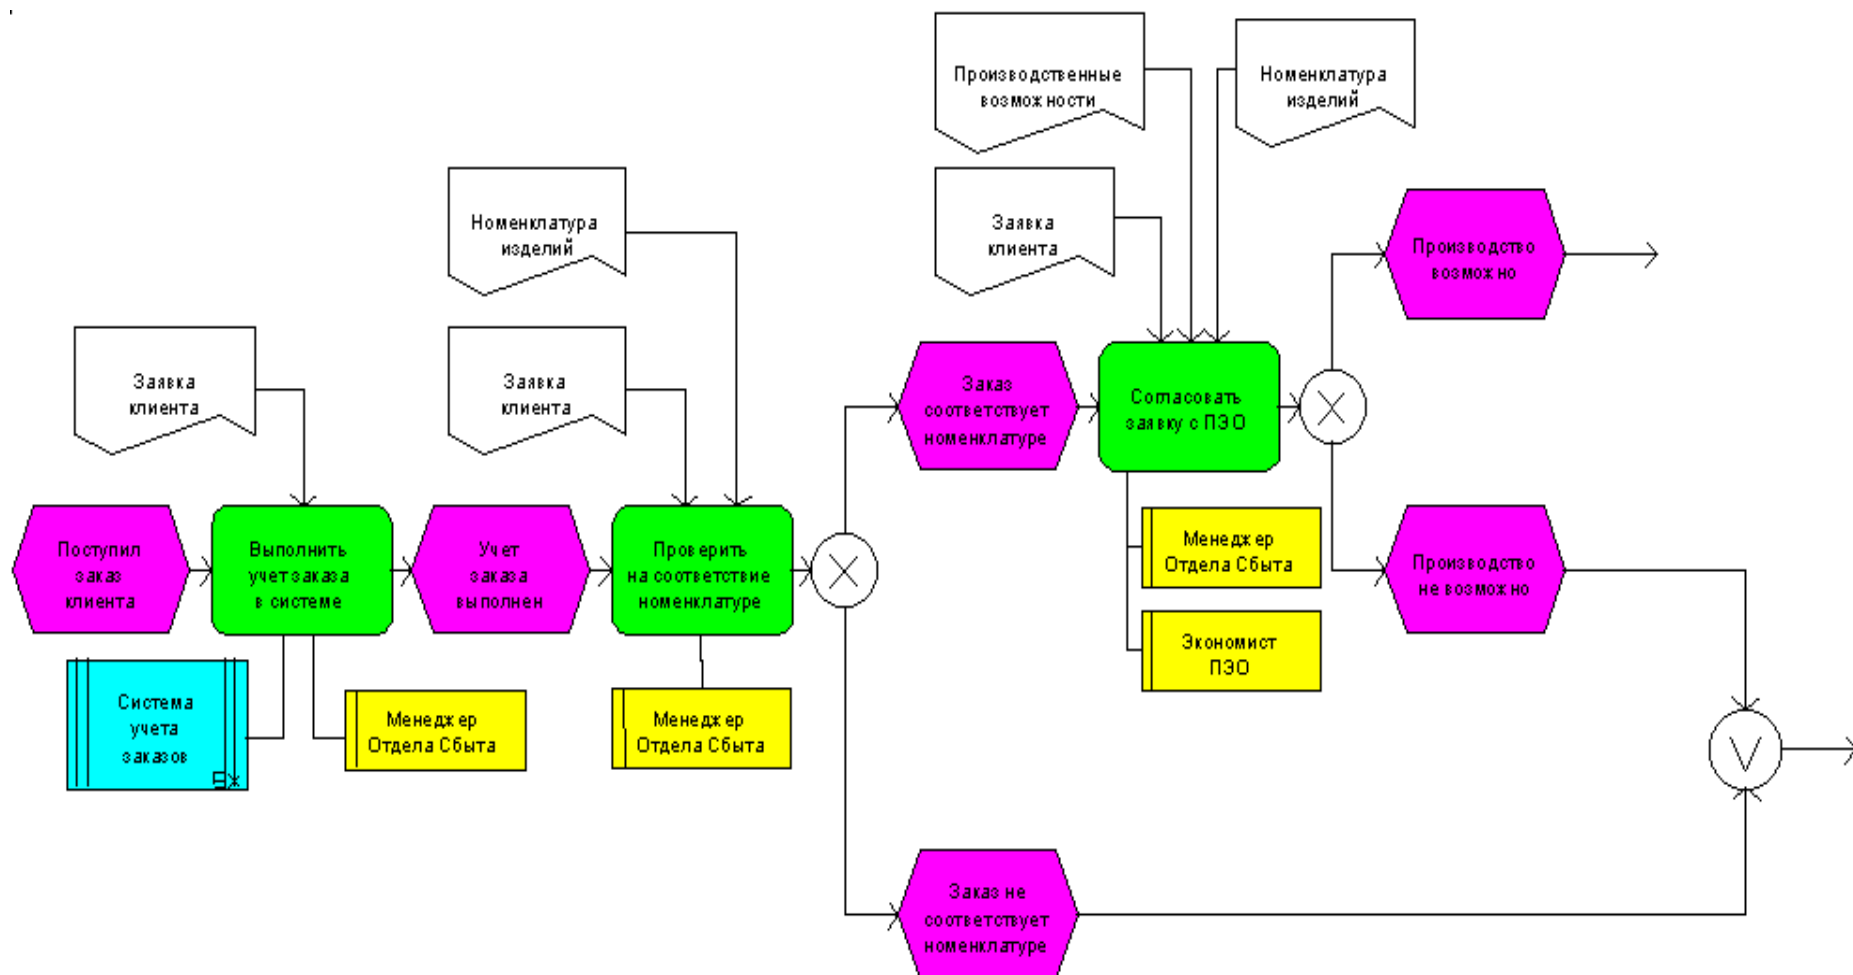 Производственные
возможности
Номенклатура
изделий
Номенклатура
изделий
Заявка
клиента
Производство
возможно
Заявка
клиента
Заявка
клиента
Заказ
соответствует
номенклатуре
Согласовать
заявку с ПЭО
X
Поступил
заказ
клиента
Выполнить
учет заказа
в системе
Учет
заказа
выполнен
Проверить
на соответствие
номенклатуре
X
Менеджер
Отдела Сбыта
Производство
не возможно
Экономист
ПЭО
Система
учета
заказов
Менеджер
Отдела Сбыта
Менеджер
Отдела Сбыта
V
Заказ не
соответствует
номенклатуре